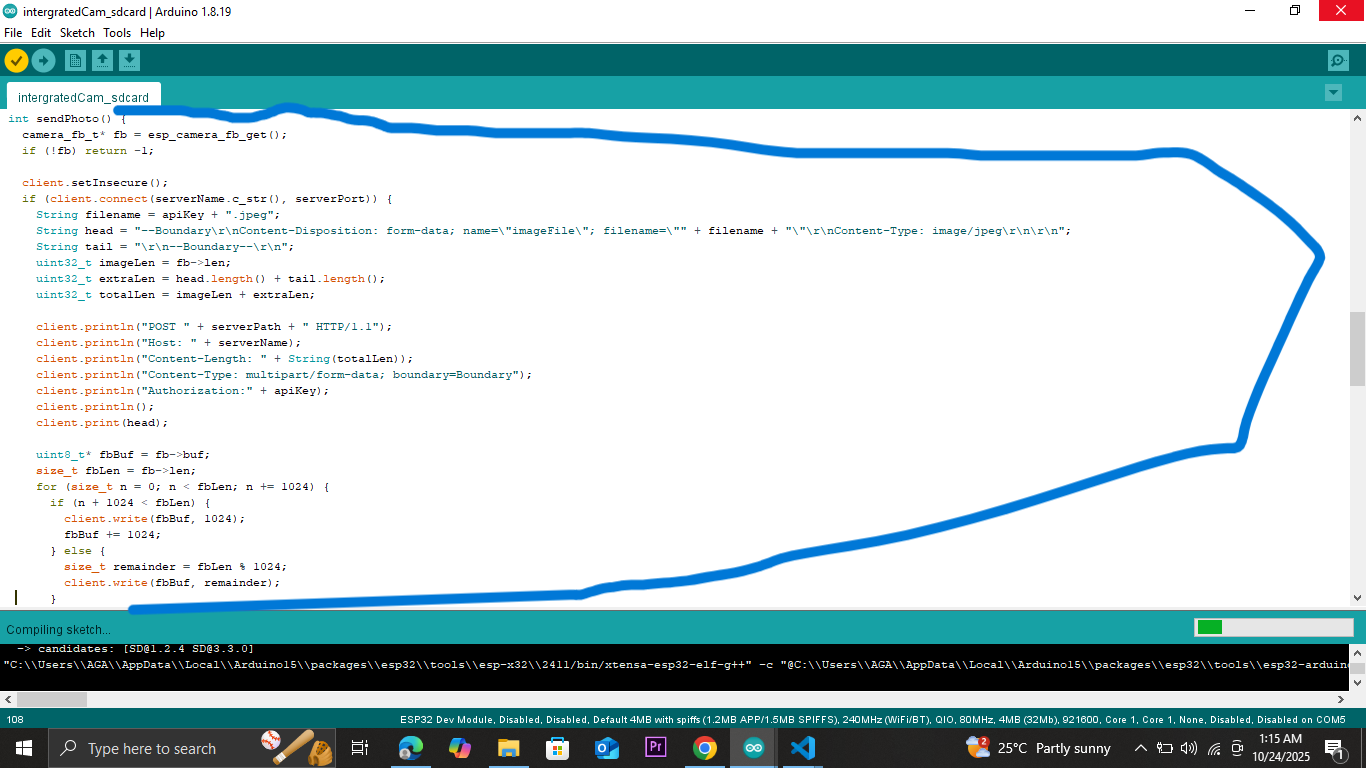 intergratedCam_sdcard | Arduino 1.8.19
File Edit Sketch Tools Help
intergratedCam_sdcard
int sendPhoto() {
  camera_fb_t* fb = esp_camera_fb_get();
  if (!fb) return -1;

  client.setInsecure();
  if (client.connect(serverName.c_str(), serverPort)) {
    String filename = apiKey + ".jpeg";
    String head = "--Boundary\r\nContent-Disposition: form-data; name=\"imageFile\"; filename=\"" + filename + "\"\r\nContent-Type: image/jpeg\r\n\r\n";
    String tail = "\r\n--Boundary--\r\n";
    uint32_t imageLen = fb->len;
    uint32_t extraLen = head.length() + tail.length();
    uint32_t totalLen = imageLen + extraLen;

    client.println("POST " + serverPath + " HTTP/1.1");
    client.println("Host: " + serverName);
    client.println("Content-Length: " + String(totalLen));
    client.println("Content-Type: multipart/form-data; boundary=Boundary");
    client.println("Authorization:" + apiKey);
    client.println();
    client.print(head);

    uint8_t* fbBuf = fb->buf;
    size_t fbLen = fb->len;
    for (size_t n = 0; n < fbLen; n += 1024) {
      if (n + 1024 < fbLen) {
        client.write(fbBuf, 1024);
        fbBuf += 1024;
      } else {
        size_t remainder = fbLen % 1024;
        client.write(fbBuf, remainder);
      }
Compiling sketch...
  -> candidates: [SD@1.2.4 SD@3.3.0]
"C:\\Users\\AGA\\AppData\\Local\\Arduino15\\packages\\esp32\\tools\\esp-x32\\2411/bin/xtensa-esp32-elf-g++" -c "@C:\\Users\\AGA\\AppData\\Local\\Arduino15\\packages\\esp32\\tools\\esp32-arduin
108
ESP32 Dev Module, Disabled, Disabled, Default 4MB with spiffs (1.2MB APP/1.5MB SPIFFS), 240MHz (WiFi/BT), QIO, 80MHz, 4MB (32Mb), 921600, Core 1, Core 1, None, Disabled, Disabled on COM5
Type here to search
Pr
2
25°C Partly sunny
1:15 AM
10/24/2025
1